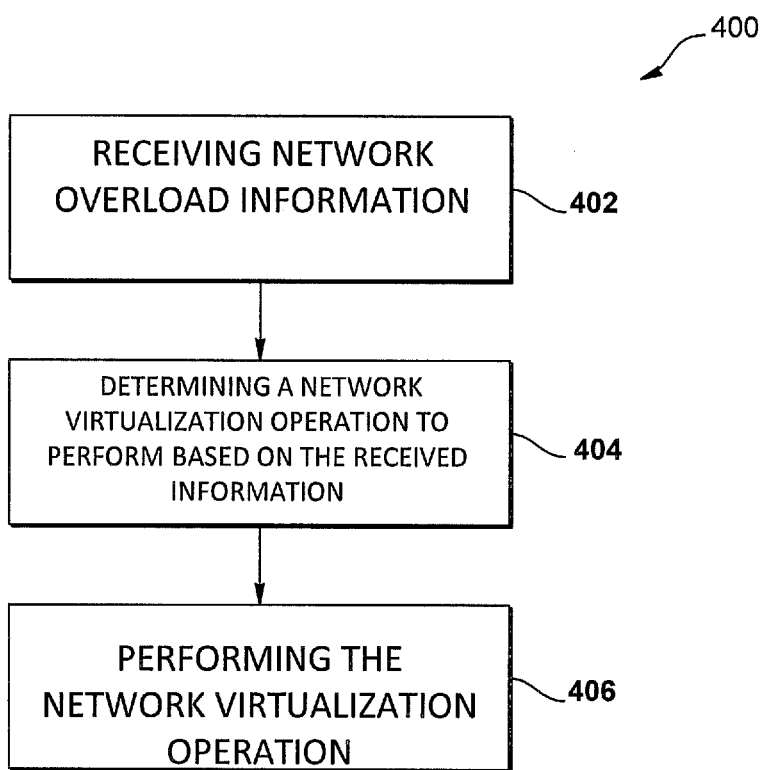 400
RECEIVING NETWORK
OVERLOAD INFORMATION
402
DETERMINING A NETWORK
VIRTUALIZATION OPERATION TO
PERFORM BASED ON THE RECEIVED
INFORMATION
404
PERFORMING THE
NETWORK VIRTUALIZATION
OPERATION
406